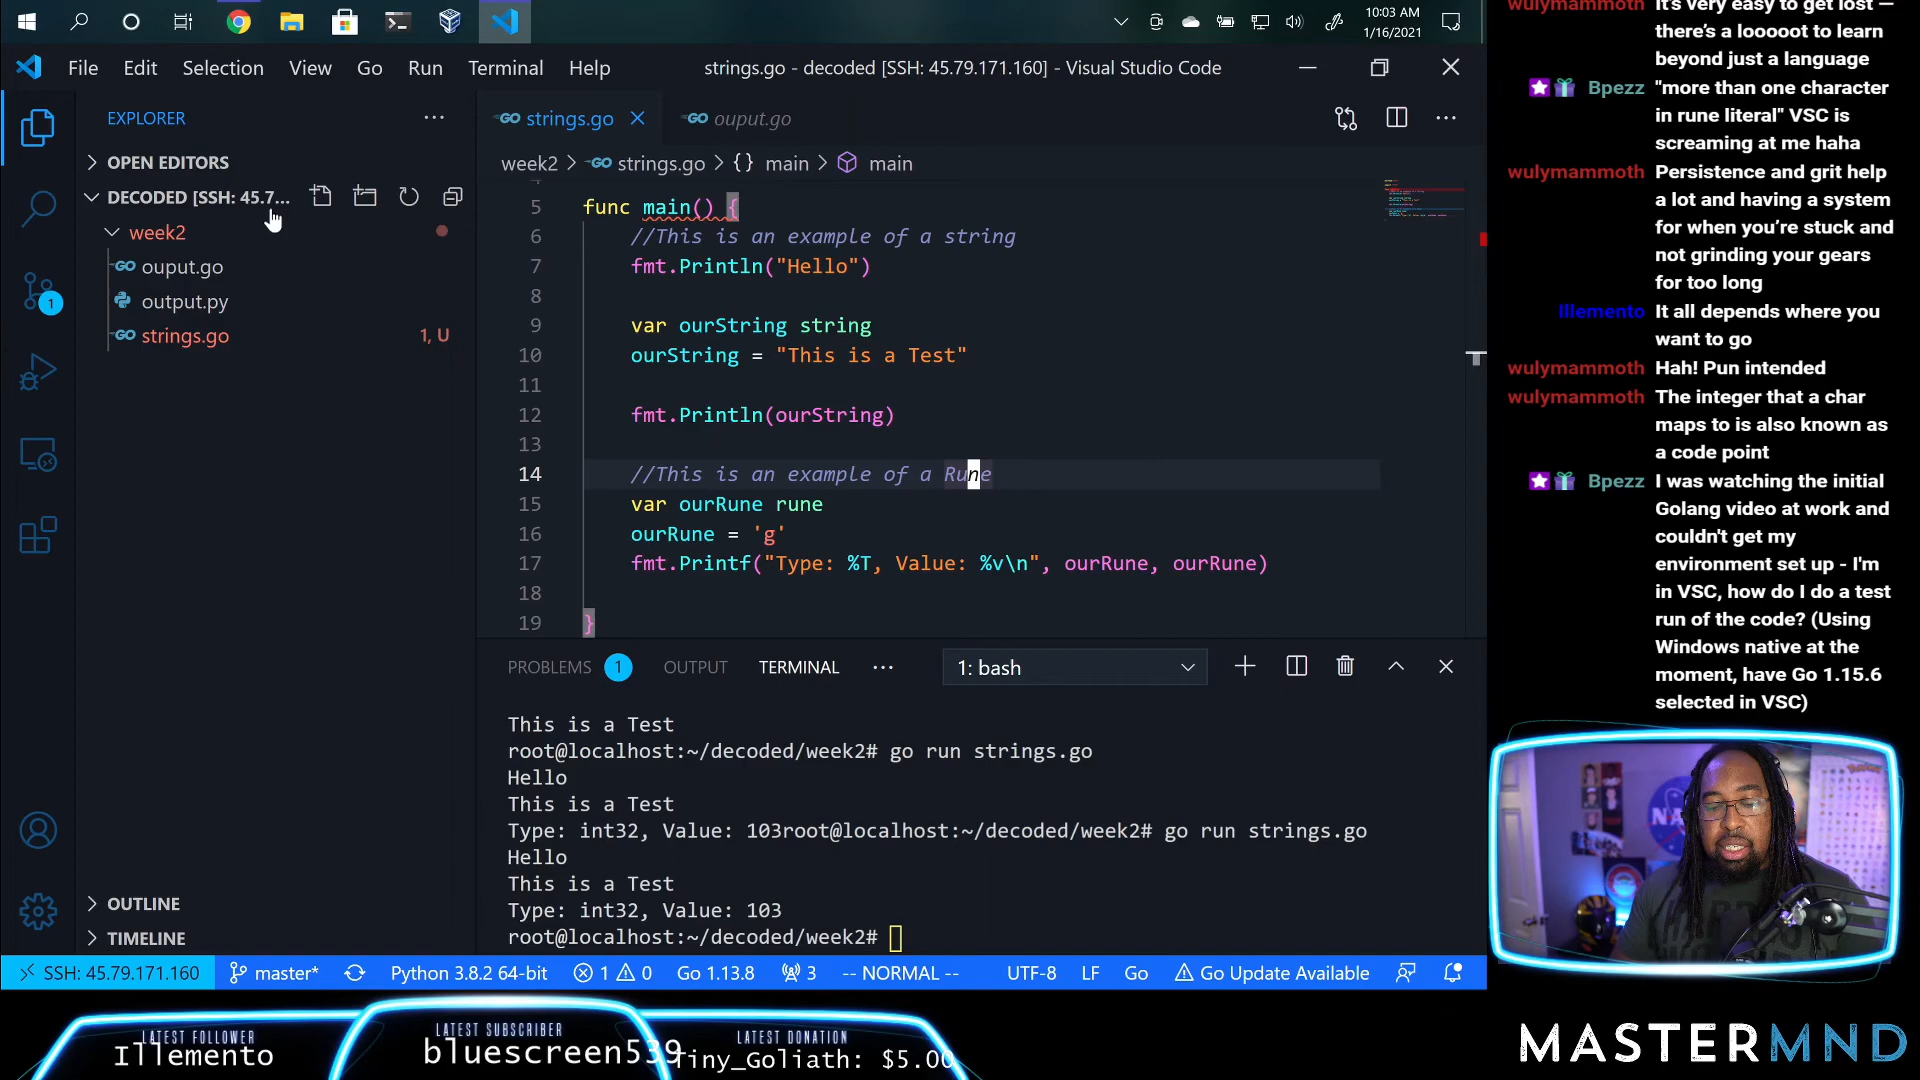 10:03 AM
1/16/2021
File Edit Selection View Go Run Terminal Help
strings.go - decoded [SSH: 45.79.171.160] - Visual Studio Code
EXPLORER
OPEN EDITORS
DECODED [SSH: 45.7...
week2
ouput.go
output.py
strings.go 1, U
OUTLINE
TIMELINE
1
strings.go
ouput.go
week2 > strings.go > {} main > main
5 func main() {
6 //This is an example of a string
7 fmt.Println("Hello")
8
9 var ourString string
10 ourString = "This is a Test"
11
12 fmt.Println(ourString)
13
14 //This is an example of a Rune
15 var ourRune rune
16 ourRune = 'g'
17 fmt.Printf("Type: %T, Value: %v\n", ourRune, ourRune)
18
19 }
PROBLEMS 1 OUTPUT TERMINAL ··· 1: bash
This is a Test
root@localhost:~/decoded/week2# go run strings.go
Hello
This is a Test
Type: int32, Value: 103root@localhost:~/decoded/week2# go run strings.go
Hello
This is a Test
Type: int32, Value: 103
root@localhost:~/decoded/week2#
SSH: 45.79.171.160 master* Python 3.8.2 64-bit 1 0 Go 1.13.8 3 -- NORMAL -- UTF-8 LF Go Go Update Available
wulymammoth It's very easy to get lost —
there's a looooot to learn
beyond just a language
Bpezz "more than one character
in rune literal" VSC is
screaming at me haha
wulymammoth Persistence and grit help
a lot and having a system
for when you're stuck and
not grinding your gears
for too long
Illemento It all depends where you
want to go
wulymammoth Hah! Pun intended
wulymammoth The integer that a char
maps to is also known as
a code point
Bpezz I was watching the initial
Golang video at work and
couldn't get my
environment set up - I'm
in VSC, how do I do a test
run of the code? (Using
Windows native at the
moment, have Go 1.15.6
selected in VSC)
LATEST FOLLOWER
Illemento
LATEST SUBSCRIBER
bluescreen539
LATEST DONATION
Tiny_Goliath: $5.00
MASTERMND